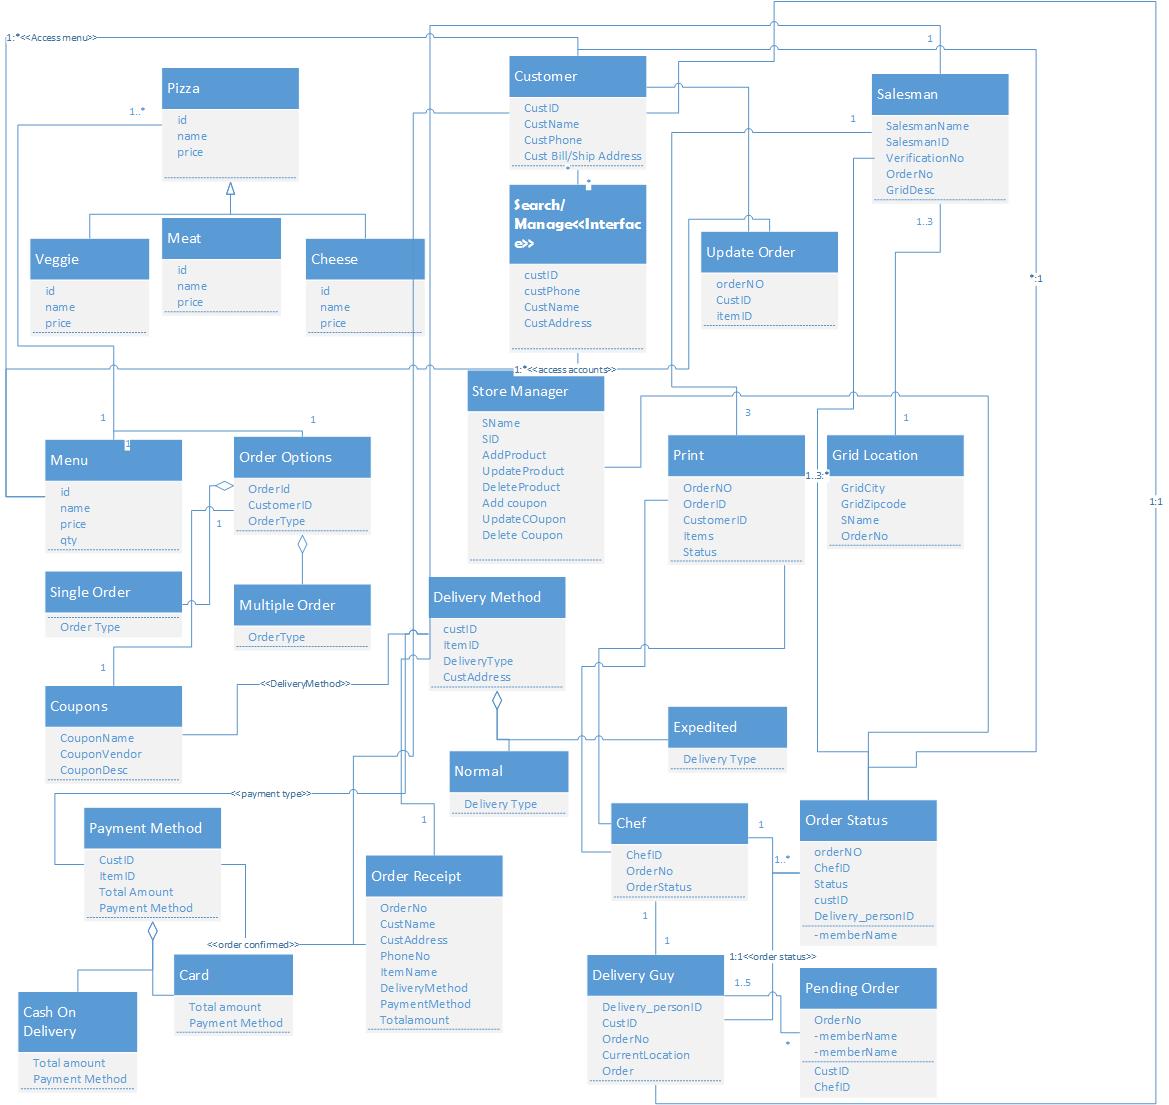 1:*<<Access menu>>
1
Pizza
id
name
price
1..*
Customer
CustID
CustName
CustPhone
Cust Bill/Ship Address
*
*
Salesman
SalesmanName
SalesmanID
VerificationNo
OrderNo
GridDesc
1
1..3
Search/
Manage<<Interfac
e>>
custID
custPhone
CustName
CustAddress
Veggie
id
name
price
Meat
id
name
price
Cheese
id
name
price
Update Order
orderNO
CustID
itemID
*:1
1:*<<access accounts>>
Store Manager
SName
SID
AddProduct
UpdateProduct
DeleteProduct
Add coupon
UpdateCOupon
Delete Coupon
1
1
1
3
1
Menu
id
name
price
qty
Order Options
OrderId
CustomerID
OrderType
1
Print
OrderNO
OrderID
CustomerID
Items
Status
1..3:*
Grid Location
GridCity
GridZipcode
SName
OrderNo
1:1
Single Order
Order Type
Multiple Order
OrderType
Delivery Method
custID
ItemID
DeliveryType
CustAddress
1
Coupons
CouponName
CouponVendor
CouponDesc
<<DeliveryMethod>>
Expedited
Delivery Type
Normal
Delivery Type
<<payment type>>
Payment Method
CustID
ItemID
Total Amount
Payment Method
1
Order Receipt
OrderNo
CustName
CustAddress
PhoneNo
ItemName
DeliveryMethod
PaymentMethod
Totalamount
Chef
ChefID
OrderNo
OrderStatus
1
1..*
Order Status
orderNO
ChefID
Status
custID
Delivery_personID
-memberName
1
1
<<order confirmed>>
Card
Total amount
Payment Method
Cash On
Delivery
Total amount
Payment Method
1:1<<order status>>
Delivery Guy
Delivery_personID
CustID
OrderNo
CurrentLocation
Order
1..5
*
Pending Order
OrderNo
-memberName
-memberName
CustID
ChefID